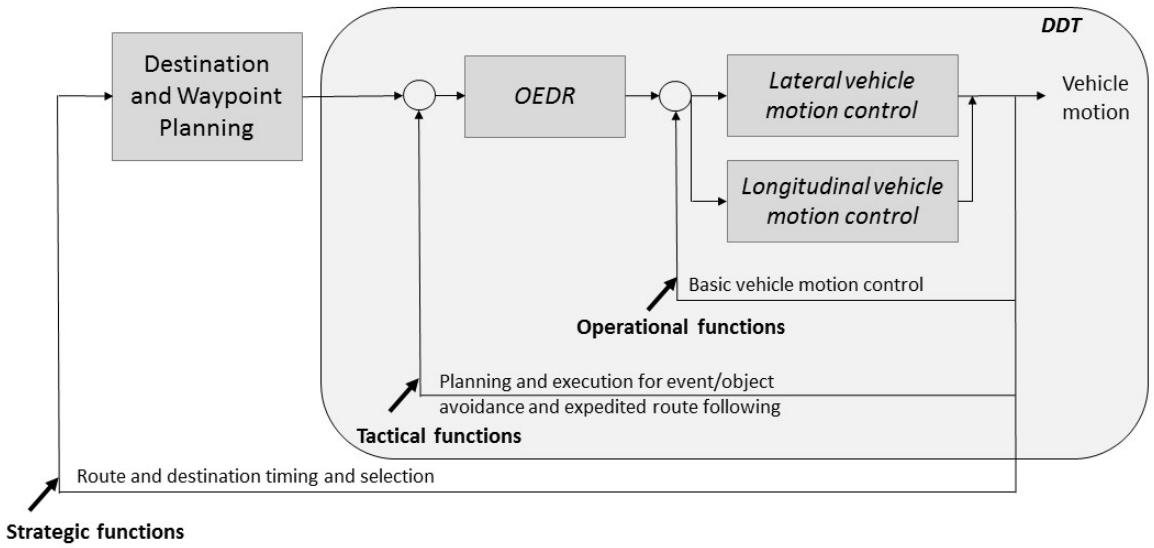 DDT
Destination
and Waypoint
Planning
OEDR
Lateral vehicle
motion control
Vehicle
motion
Longitudinal vehicle
motion control
Basic vehicle motion control
Operational functions
Planning and execution for event/object
avoidance and expedited route following
Tactical functions
Route and destination timing and selection
Strategic functions